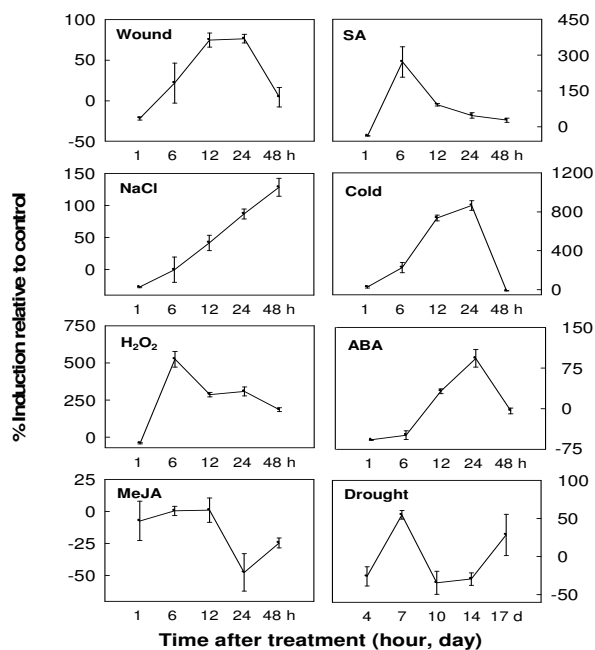 % Induction relative to control
Wound
100
75
50
0
-50
1 6 12 24 48 h
SA
450
300
150
0
1 6 12 24 48 h
NaCl
150
100
50
0
1 6 12 24 48 h
Cold
1200
800
400
0
1 6 12 24 48 h
H₂O₂
750
500
250
0
1 6 12 24 48 h
ABA
150
75
0
-75
1 6 12 24 48 h
MeJA
25
0
-25
-50
1 6 12 24 48 h
Drought
100
50
0
-50
4 7 10 14 17 d
Time after treatment (hour, day)